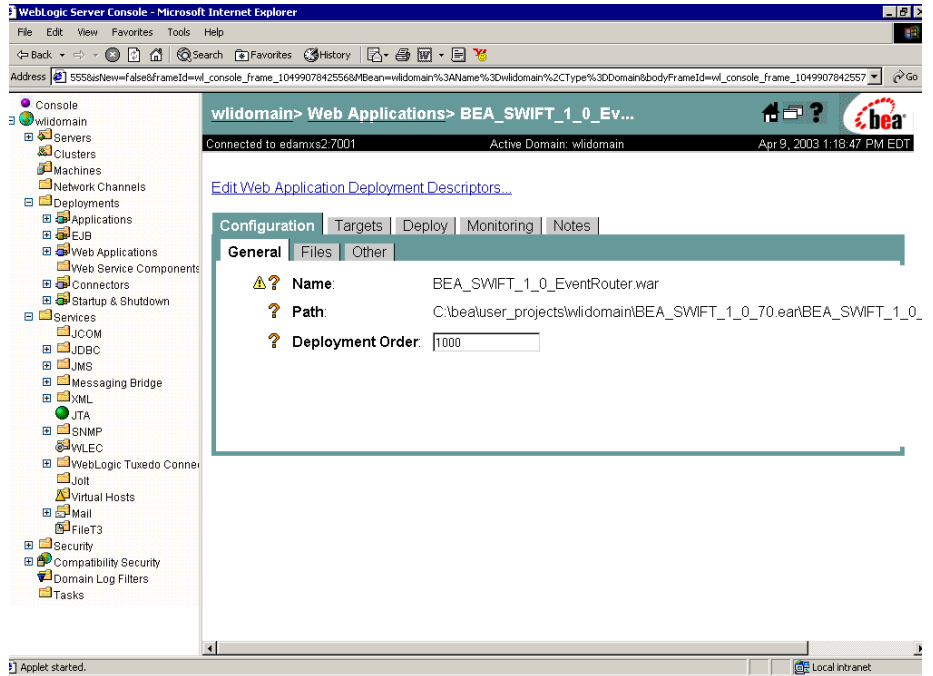 WebLogic Server Console - Microsoft Internet Explorer
File Edit View Favorites Tools Help
Back Search Favorites History
Address 555&isNew=false&frameId=wl_console_frame_1049907842556&MBean=wlidomain%3AName%3Dwlidomain%2CType%3DDomain&bodyFrameId=wl_console_frame_1049907842557 Go
Console
wlidomain
Servers
Clusters
Machines
Network Channels
Deployments
Applications
EJB
Web Applications
Web Service Components
Connectors
Startup & Shutdown
Services
JCOM
JDBC
JMS
Messaging Bridge
XML
JTA
SNMP
WLEC
WebLogic Tuxedo Conne
Jolt
Virtual Hosts
Mail
FileT3
Security
Compatibility Security
Domain Log Filters
Tasks
wlidomain> Web Applications> BEA_SWIFT_1_0_Ev... ? bea
Connected to edamxs2:7001 Active Domain: wlidomain Apr 9, 2003 1:18:47 PM EDT
Edit Web Application Deployment Descriptors...
Configuration Targets Deploy Monitoring Notes
General Files Other
? Name: BEA_SWIFT_1_0_EventRouter.war
? Path: C:\bea\user_projects\wlidomain\BEA_SWIFT_1_0_70.ear\BEA_SWIFT_1_0_
? Deployment Order: 1000
Applet started. Local intranet